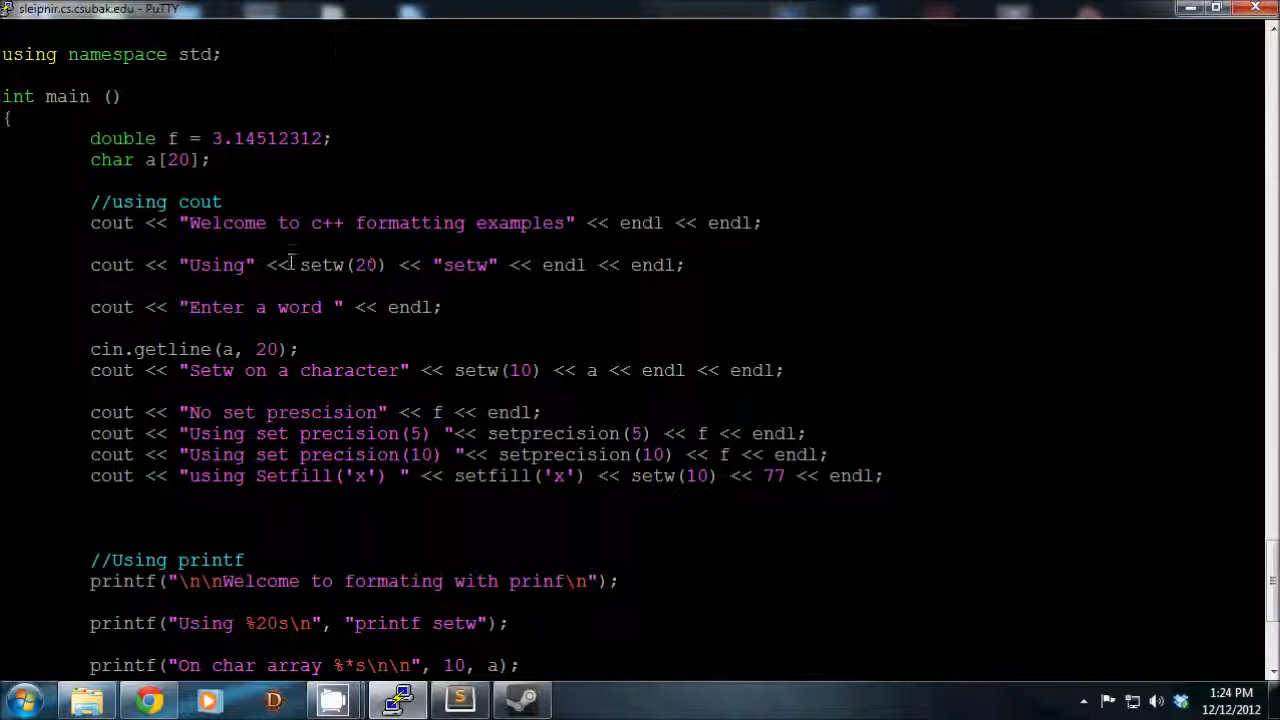 sleipnir.cs.csubak.edu - PuTTY
using namespace std;
int main ()
{
double f = 3.14512312;
char a[20];
//using cout
cout << "Welcome to c++ formatting examples" << endl << endl;
cout << "Using" << setw(20) << "setw" << endl << endl;
cout << "Enter a word " << endl;
cin.getline(a, 20);
cout << "Setw on a character" << setw(10) << a << endl << endl;
cout << "No set prescision" << f << endl;
cout << "Using set precision(5) "<< setprecision(5) << f << endl;
cout << "Using set precision(10) "<< setprecision(10) << f << endl;
cout << "using Setfill('x') " << setfill('x') << setw(10) << 77 << endl;
//Using printf
printf("\n\nWelcome to formating with prinf\n");
printf("Using %20s\n", "printf setw");
printf("On char array %*s\n\n", 10, a);
1:24 PM
12/12/2012